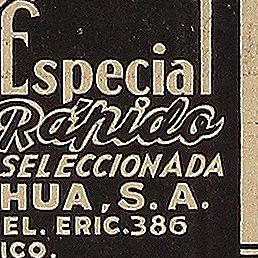 Especial
Rápido
SELECCIONADA
HUA, S. A.
EL. ERIC. 386
ICO.